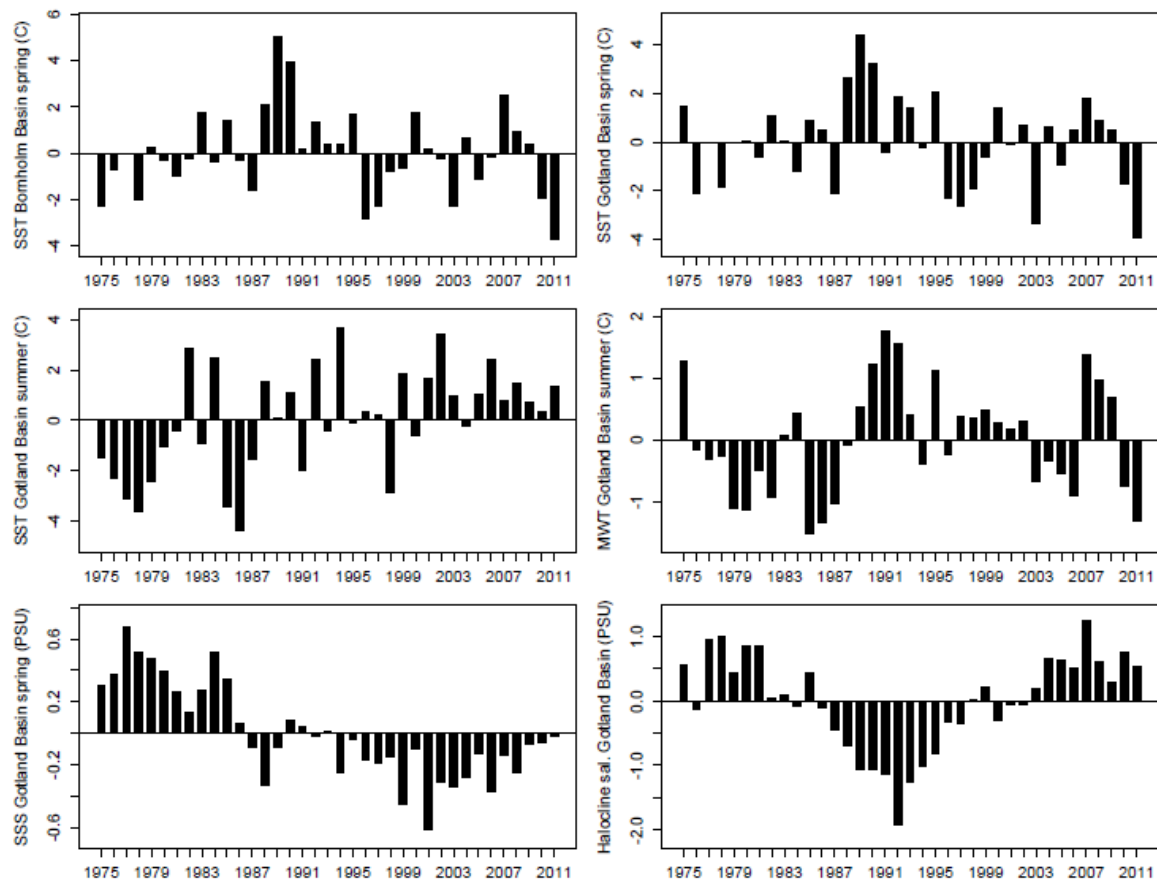 SST Bornholm Basin spring (C)
6
4
2
0
-2
-4
1975 1979 1983 1987 1991 1995 1999 2003 2007 2011
SST Gotland Basin spring (C)
4
2
0
-2
-4
1975 1979 1983 1987 1991 1995 1999 2003 2007 2011
SST Gotland Basin summer (C)
4
2
0
-2
-4
1975 1979 1983 1987 1991 1995 1999 2003 2007 2011
MWT Gotland Basin summer (C)
2
1
0
-1
1975 1979 1983 1987 1991 1995 1999 2003 2007 2011
SSS Gotland Basin spring (PSU)
0.6
0.2
-0.2
-0.6
1975 1979 1983 1987 1991 1995 1999 2003 2007 2011
Halocline sal. Gotland Basin (PSU)
1.0
0.0
-1.0
-2.0
1975 1979 1983 1987 1991 1995 1999 2003 2007 2011